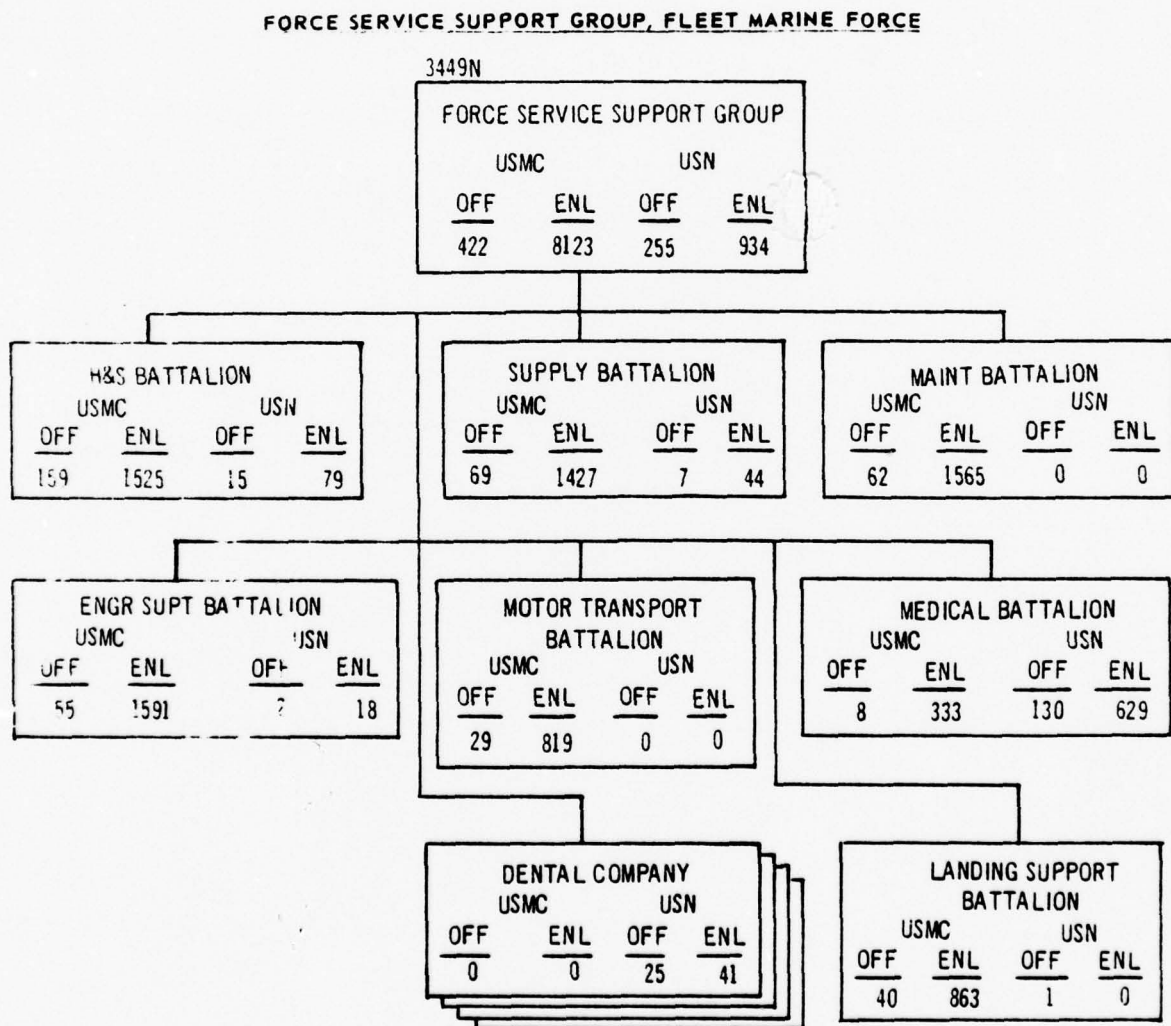 FORCE SERVICE SUPPORT GROUP, FLEET MARINE FORCE
3449N
FORCE SERVICE SUPPORT GROUP
USMC USN
OFF ENL OFF ENL
422 8123 255 934
H&S BATTALION
USMC USN
OFF ENL OFF ENL
159 1525 15 79
SUPPLY BATTALION
USMC USN
OFF ENL OFF ENL
69 1427 7 44
MAINT BATTALION
USMC USN
OFF ENL OFF ENL
62 1565 0 0
ENGR SUPT BATTALION
USMC USN
OFF ENL OFF ENL
55 1591 18
MOTOR TRANSPORT
BATTALION
USMC USN
OFF ENL OFF ENL
29 819 0 0
MEDICAL BATTALION
USMC USN
OFF ENL OFF ENL
8 333 130 629
DENTAL COMPANY
USMC USN
OFF ENL OFF ENL
0 0 25 41
LANDING SUPPORT
BATTALION
USMC USN
OFF ENL OFF ENL
40 863 1 0